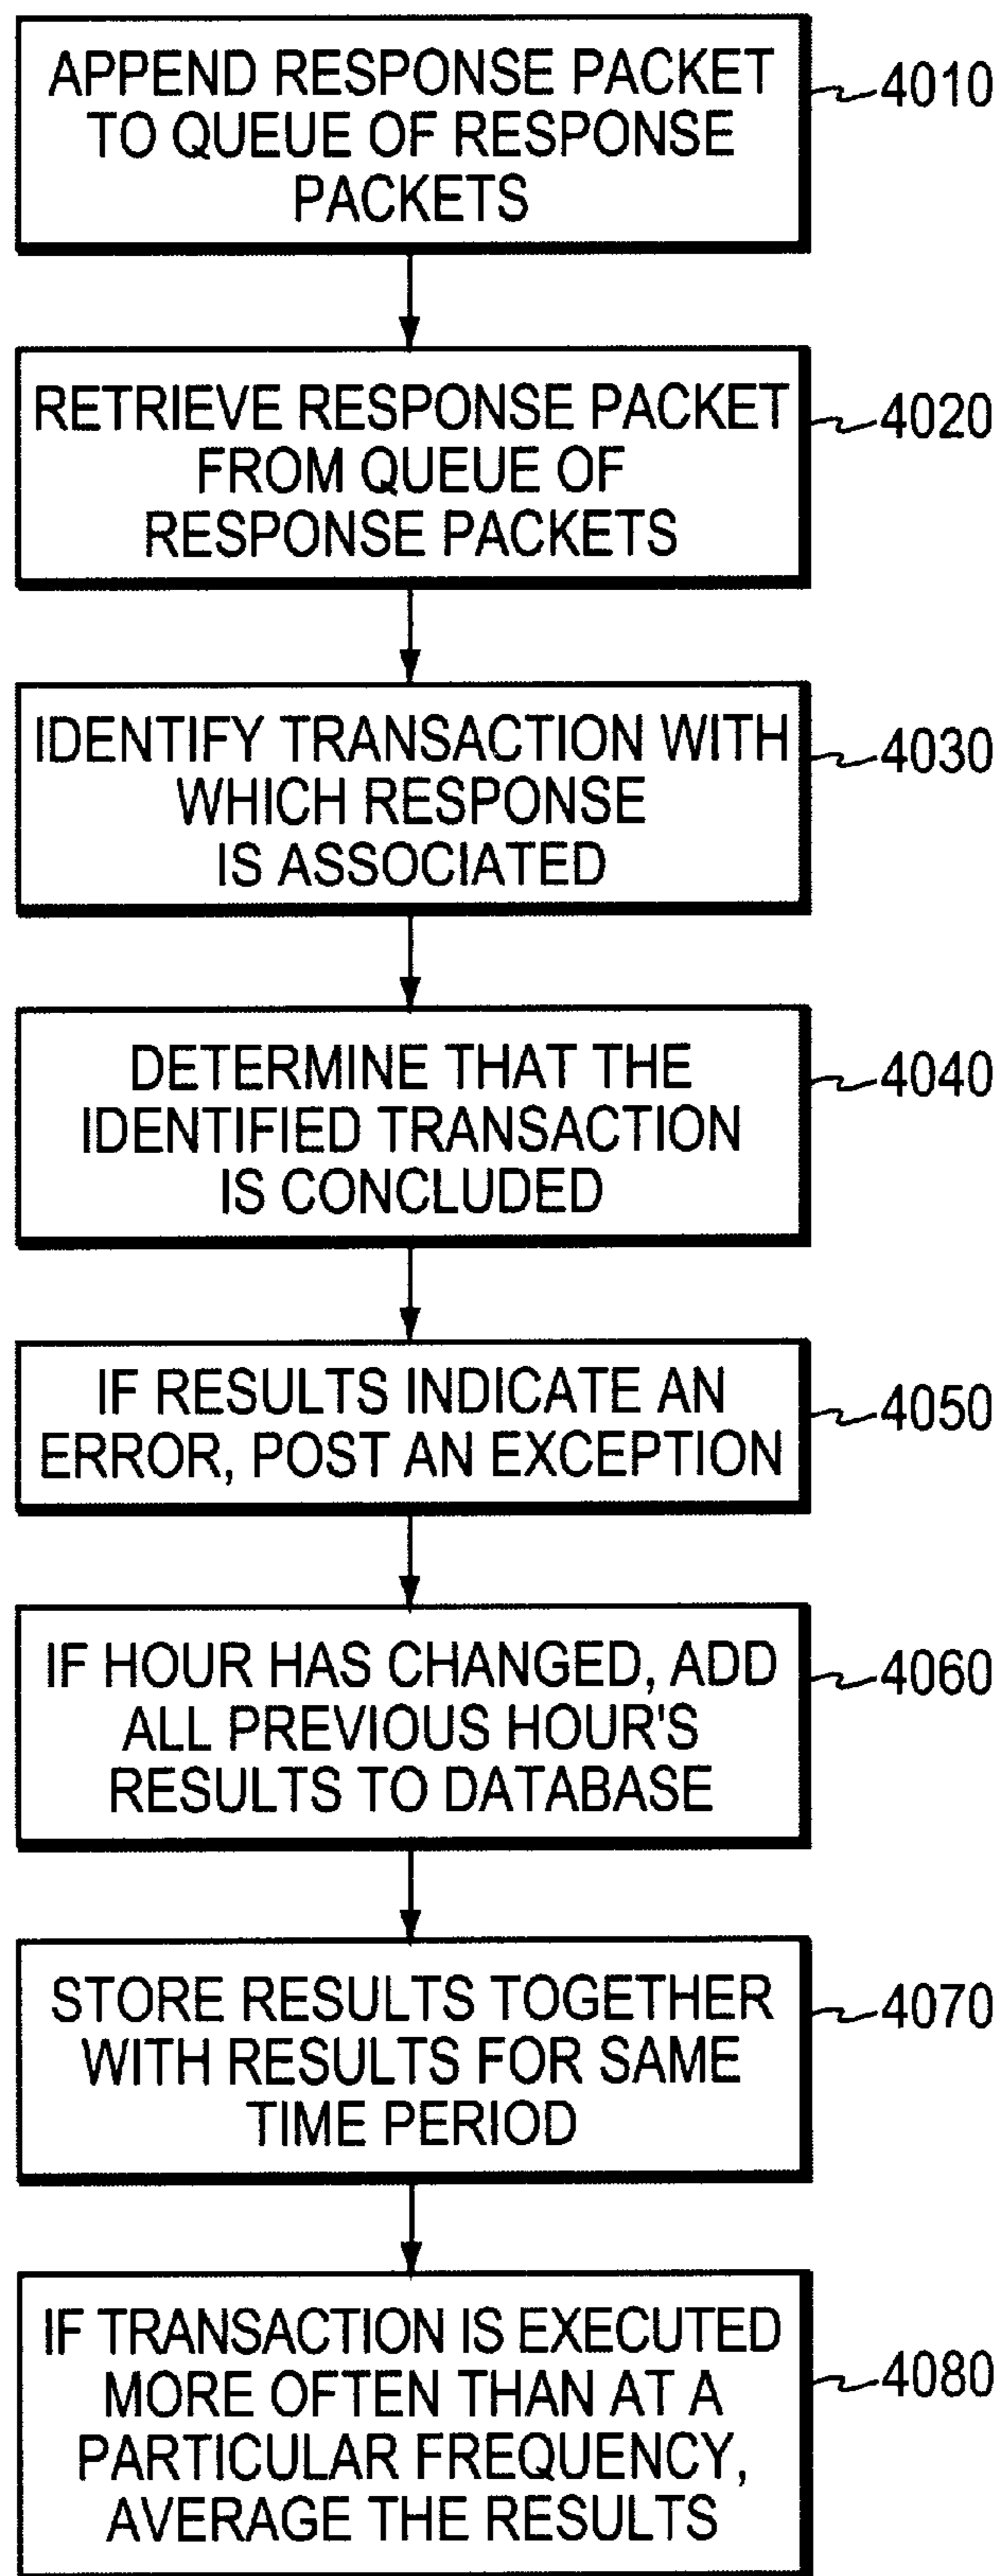 APPEND RESPONSE PACKET
TO QUEUE OF RESPONSE
PACKETS
4010
RETRIEVE RESPONSE PACKET
FROM QUEUE OF
RESPONSE PACKETS
4020
IDENTIFY TRANSACTION WITH
WHICH RESPONSE
IS ASSOCIATED
4030
DETERMINE THAT THE
IDENTIFIED TRANSACTION
IS CONCLUDED
4040
IF RESULTS INDICATE AN
ERROR, POST AN EXCEPTION
4050
IF HOUR HAS CHANGED, ADD
ALL PREVIOUS HOUR'S
RESULTS TO DATABASE
4060
STORE RESULTS TOGETHER
WITH RESULTS FOR SAME
TIME PERIOD
4070
IF TRANSACTION IS EXECUTED
MORE OFTEN THAN AT A
PARTICULAR FREQUENCY,
AVERAGE THE RESULTS
4080